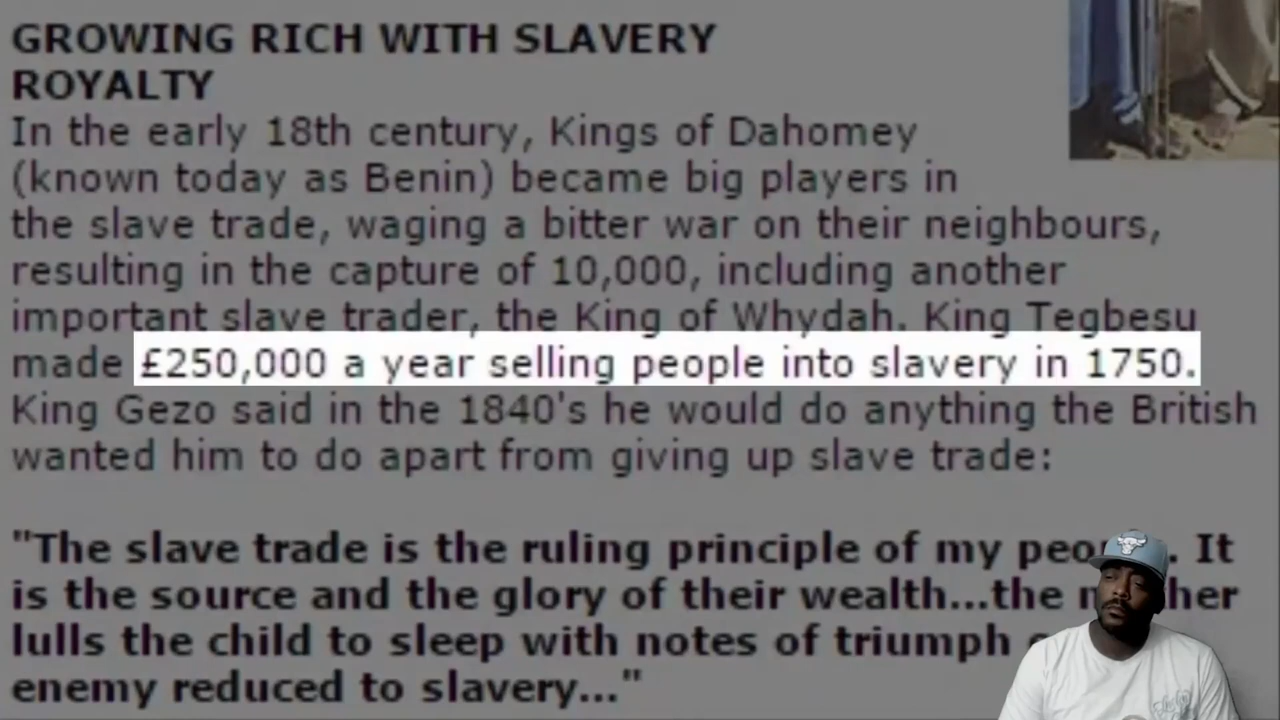 GROWING RICH WITH SLAVERY
ROYALTY
In the early 18th century, Kings of Dahomey
(known today as Benin) became big players in
the slave trade, waging a bitter war on their neighbours,
resulting in the capture of 10,000, including another
important slave trader, the King of Whydah. King Tegbesu
made £250,000 a year selling people into slavery in 1750.
King Gezo said in the 1840's he would do anything the British
wanted him to do apart from giving up slave trade:
"The slave trade is the ruling principle of my It
is the source and the glory of their wealth...the
lulls the child to sleep with notes of triumph
enemy reduced to slavery..."